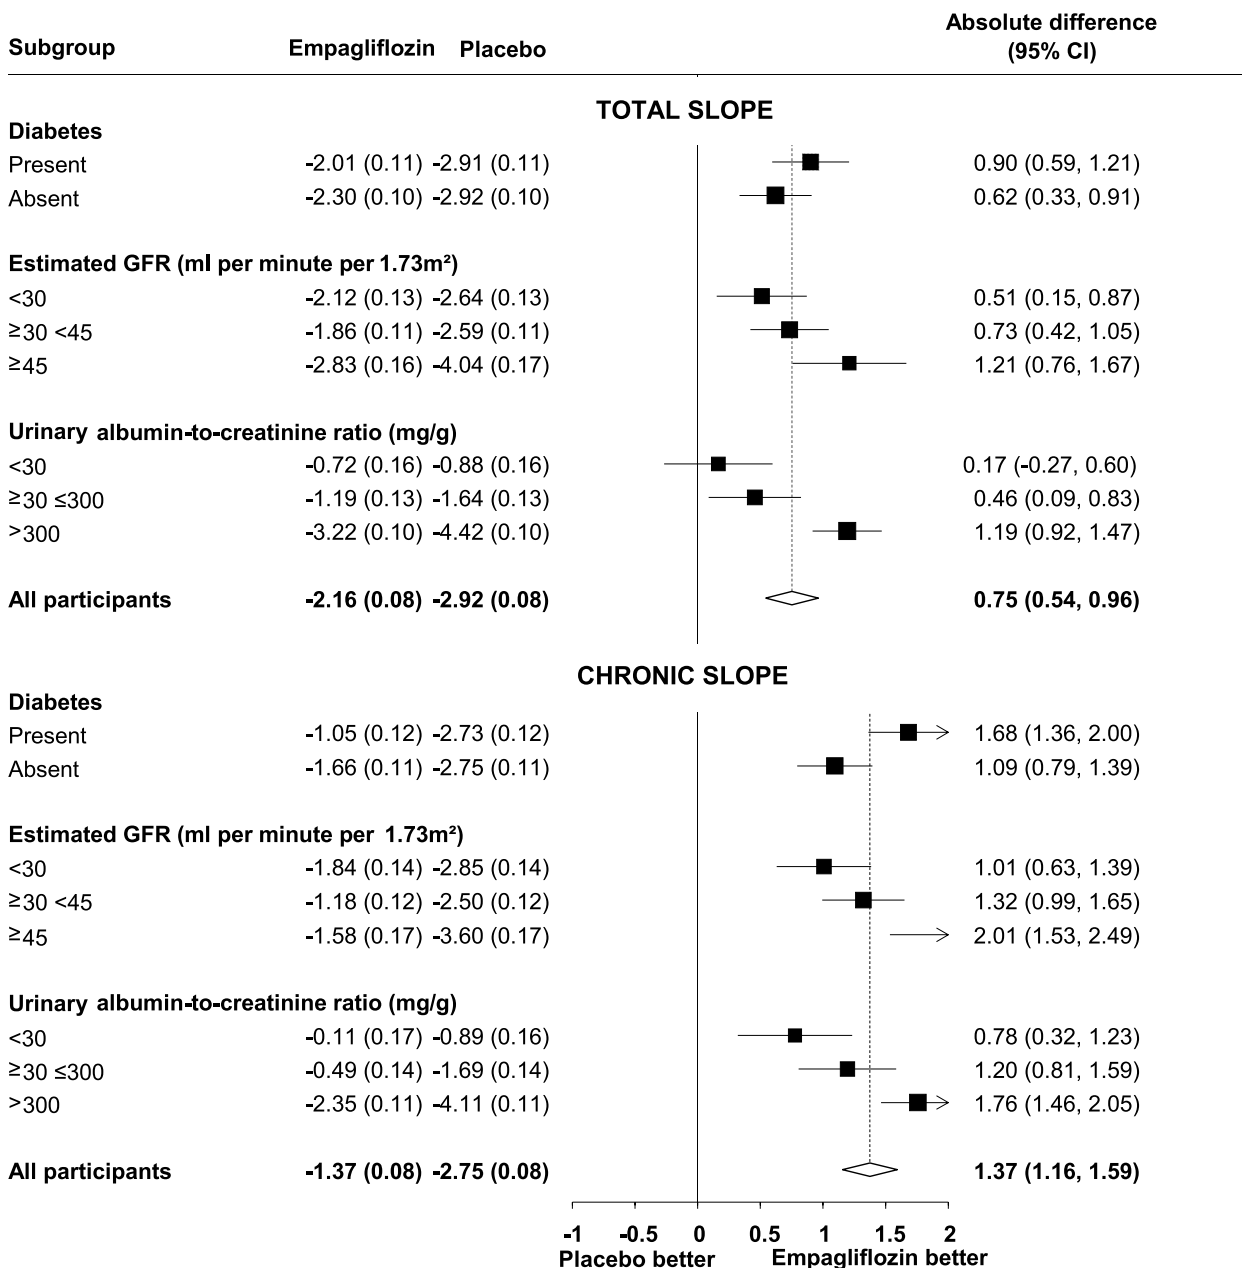 Subgroup Empagliflozin Placebo Absolute difference (95% CI)
TOTAL SLOPE
Diabetes
Present -2.01 (0.11) -2.91 (0.11) 0.90 (0.59, 1.21)
Absent -2.30 (0.10) -2.92 (0.10) 0.62 (0.33, 0.91)
Estimated GFR (ml per minute per 1.73m²)
<30 -2.12 (0.13) -2.64 (0.13) 0.51 (0.15, 0.87)
≥30 <45 -1.86 (0.11) -2.59 (0.11) 0.73 (0.42, 1.05)
≥45 -2.83 (0.16) -4.04 (0.17) 1.21 (0.76, 1.67)
Urinary albumin-to-creatinine ratio (mg/g)
<30 -0.72 (0.16) -0.88 (0.16) 0.17 (-0.27, 0.60)
≥30 ≤300 -1.19 (0.13) -1.64 (0.13) 0.46 (0.09, 0.83)
>300 -3.22 (0.10) -4.42 (0.10) 1.19 (0.92, 1.47)
All participants -2.16 (0.08) -2.92 (0.08) 0.75 (0.54, 0.96)
CHRONIC SLOPE
Diabetes
Present -1.05 (0.12) -2.73 (0.12) 1.68 (1.36, 2.00)
Absent -1.66 (0.11) -2.75 (0.11) 1.09 (0.79, 1.39)
Estimated GFR (ml per minute per 1.73m²)
<30 -1.84 (0.14) -2.85 (0.14) 1.01 (0.63, 1.39)
≥30 <45 -1.18 (0.12) -2.50 (0.12) 1.32 (0.99, 1.65)
≥45 -1.58 (0.17) -3.60 (0.17) 2.01 (1.53, 2.49)
Urinary albumin-to-creatinine ratio (mg/g)
<30 -0.11 (0.17) -0.89 (0.16) 0.78 (0.32, 1.23)
≥30 ≤300 -0.49 (0.14) -1.69 (0.14) 1.20 (0.81, 1.59)
>300 -2.35 (0.11) -4.11 (0.11) 1.76 (1.46, 2.05)
All participants -1.37 (0.08) -2.75 (0.08) 1.37 (1.16, 1.59)
-1 -0.5 0 0.5 1 1.5 2
Placebo better Empagliflozin better